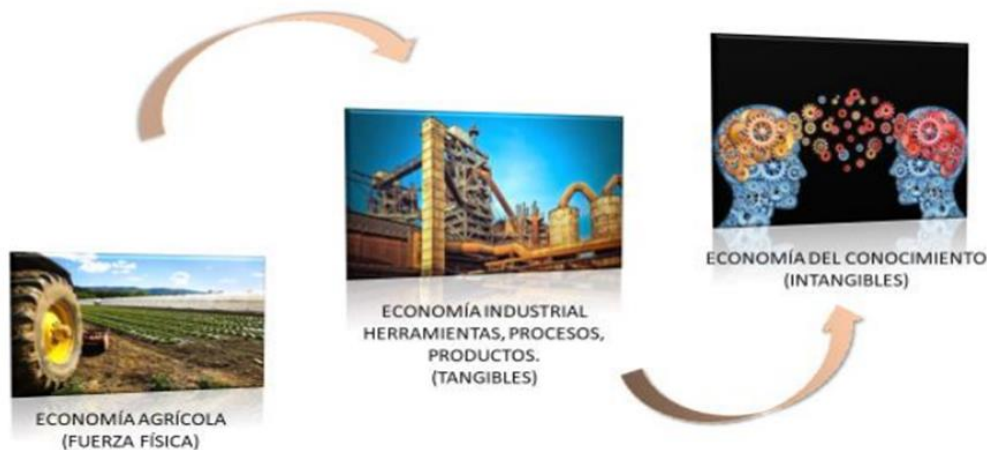 ECONOMÍA AGRÍCOLA
(FUERZA FÍSICA)
ECONOMÍA INDUSTRIAL
HERRAMIENTAS, PROCESOS,
PRODUCTOS.
(TANGIBLES)
ECONOMÍA DEL CONOCIMIENTO
(INTANGIBLES)